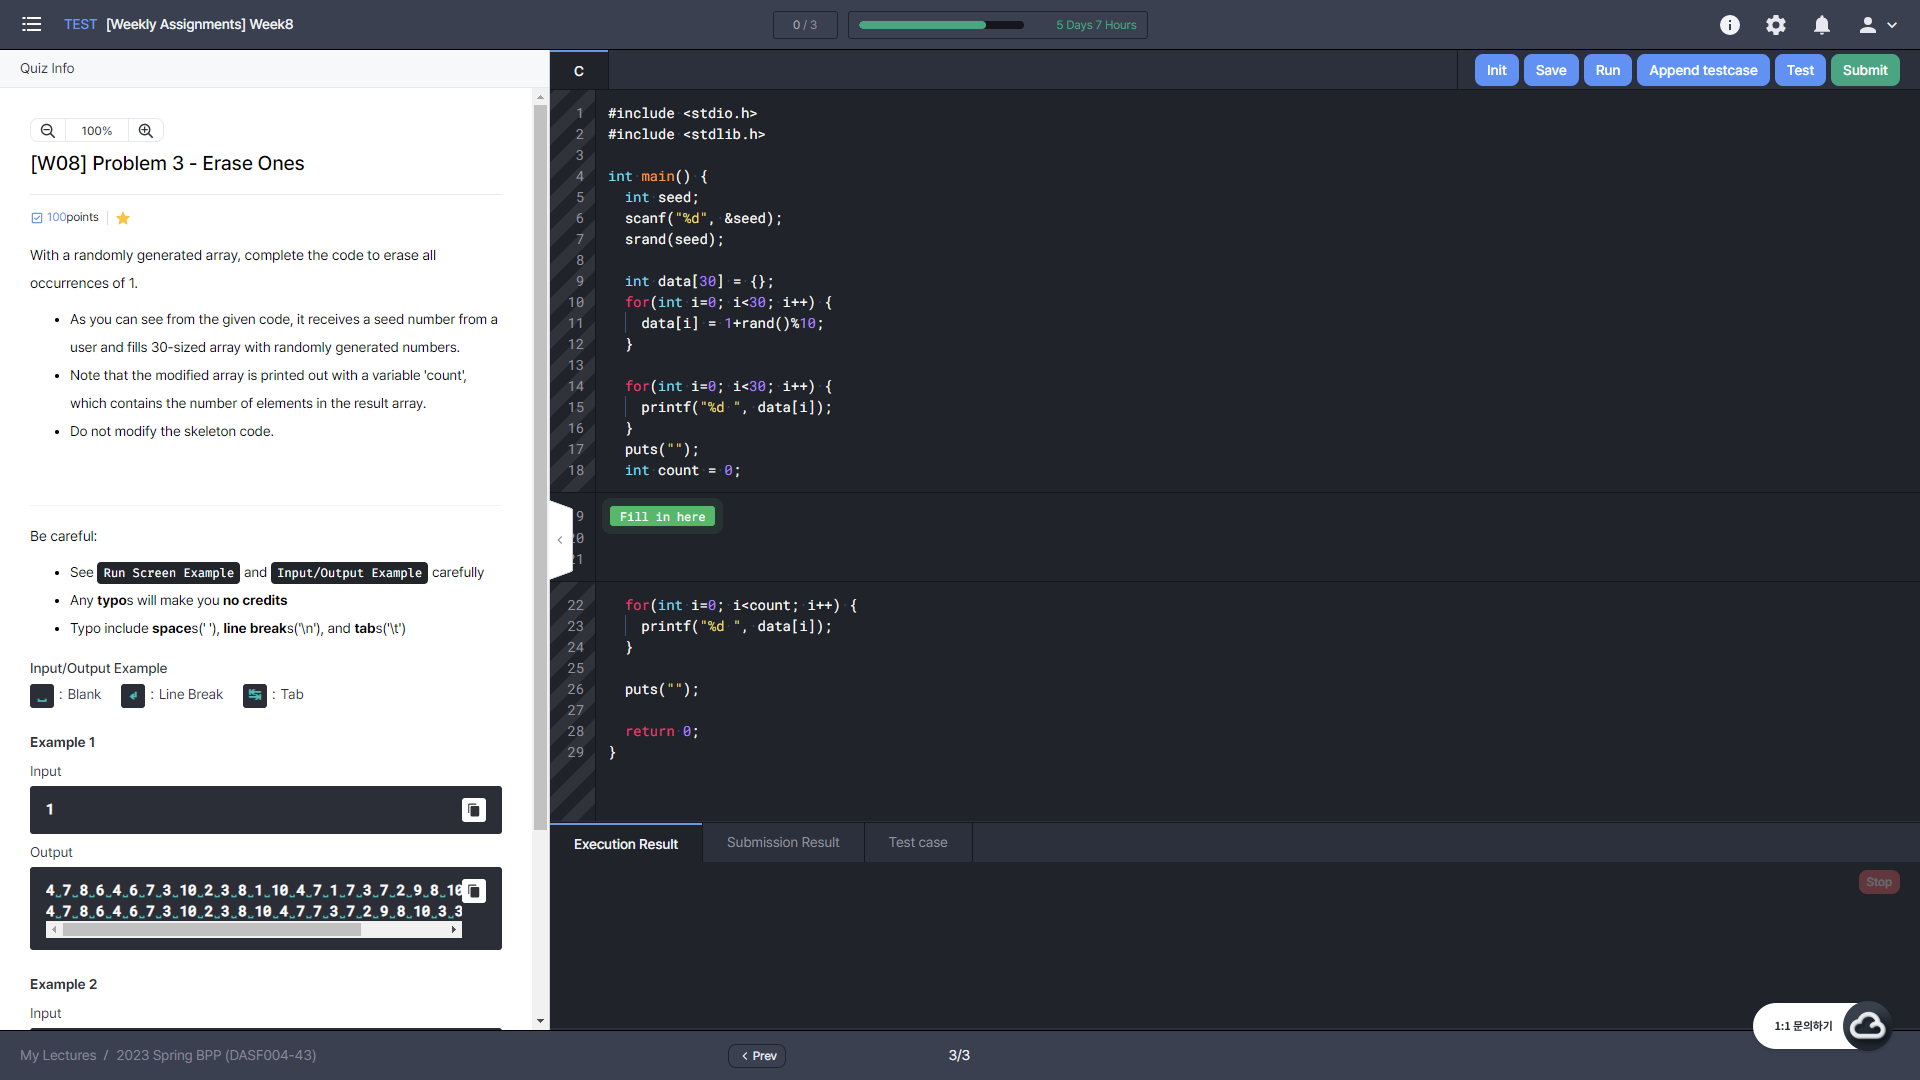 TEST [Weekly Assignments] Week8
0 / 3
5 Days 7 Hours
Quiz Info
100%
[W08] Problem 3 - Erase Ones
100points
With a randomly generated array, complete the code to erase all
occurrences of 1.
As you can see from the given code, it receives a seed number from a
user and fills 30-sized array with randomly generated numbers.
Note that the modified array is printed out with a variable 'count',
which contains the number of elements in the result array.
Do not modify the skeleton code.
Be careful:
See Run Screen Example and Input/Output Example carefully
Any typos will make you no credits
Typo include spaces(' '), line breaks('\n'), and tabs('\t')
Input/Output Example
: Blank : Line Break : Tab
Example 1
Input
1
Output
4␣7␣8␣6␣4␣6␣7␣3␣10␣2␣3␣8␣1␣10␣4␣7␣1␣7␣3␣7␣2␣9␣8␣10
4␣7␣8␣6␣4␣6␣7␣3␣10␣2␣3␣8␣10␣4␣7␣7␣3␣7␣2␣9␣8␣10␣3␣3
Example 2
Input
C
Init Save Run Append testcase Test Submit
1 #include <stdio.h>
2 #include <stdlib.h>
3
4 int main() {
5 int seed;
6 scanf("%d", &seed);
7 srand(seed);
8
9 int data[30] = {};
10 for(int i=0; i<30; i++) {
11 data[i] = 1+rand()%10;
12 }
13
14 for(int i=0; i<30; i++) {
15 printf("%d ", data[i]);
16 }
17 puts("");
18 int count = 0;
9 Fill in here
20
1
22 for(int i=0; i<count; i++) {
23 printf("%d ", data[i]);
24 }
25
26 puts("");
27
28 return 0;
29 }
Execution Result Submission Result Test case
Stop
1:1 문의하기
My Lectures / 2023 Spring BPP (DASF004-43)
Prev
3/3